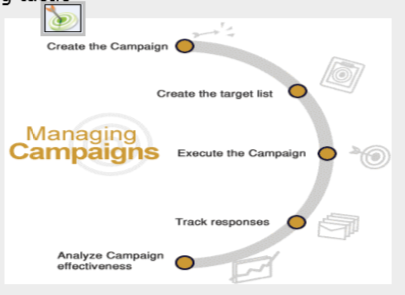 Create the Campaign
Create the target list
Managing
Campaigns
Execute the Campaign
Track responses
Analyze Campaign
effectiveness